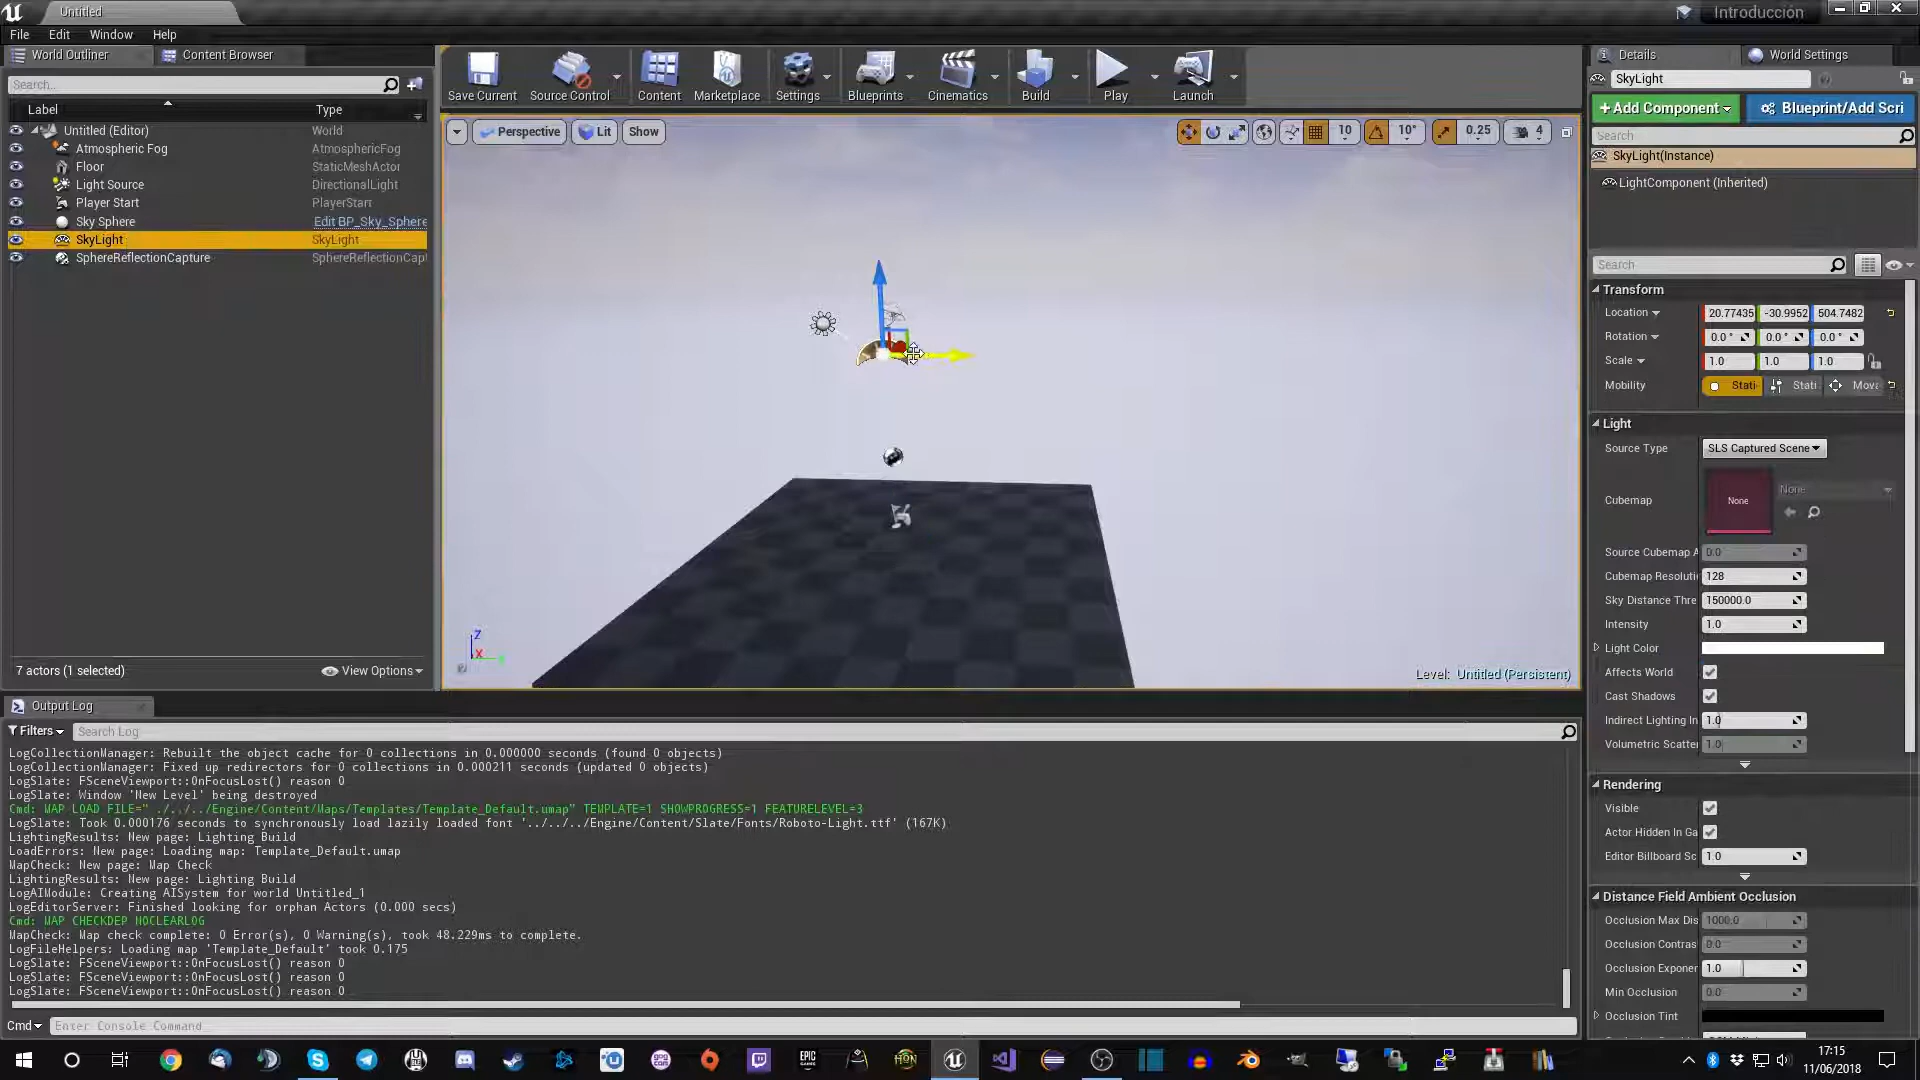 Untitled
Introducción
File Edit Window Help
World Outliner
Content Browser
Search...
Label Type
Untitled (Editor) World
Atmospheric Fog AtmosphericFog
Floor StaticMeshActor
Light Source DirectionalLight
Player Start PlayerStart
Sky Sphere Edit BP_Sky_Sphere
SkyLight SkyLight
SphereReflectionCapture SphereReflectionCapt
7 actors (1 selected)
View Options
Save Current
Source Control
Content
Marketplace
Settings
Blueprints
Cinematics
Build
Play
Launch
Perspective
Lit
Show
10
10°
0.25
4
Z
X
Level: Untitled (Persistent)
Details
World Settings
SkyLight
+Add Component
Blueprint/Add Scri
Search
SkyLight(Instance)
LightComponent (Inherited)
Search
Transform
Location 20.77435 -30.9952 504.7482
Rotation 0.0 ° 0.0 ° 0.0 °
Scale 1.0 1.0 1.0
Mobility Stati Stati Mova
Light
Source Type SLS Captured Scene
Cubemap None None
Source Cubemap A 0.0
Cubemap Resoluti 128
Sky Distance Thre 150000.0
Intensity 1.0
Light Color
Affects World
Cast Shadows
Indirect Lighting In 1.0
Volumetric Scatter 1.0
Rendering
Visible
Actor Hidden In Ga
Editor Billboard Sc 1.0
Distance Field Ambient Occlusion
Occlusion Max Dis 1000.0
Occlusion Contras 0.0
Occlusion Exponer 1.0
Min Occlusion 0.0
Occlusion Tint
Output Log
Filters
Search Log
LogCollectionManager: Rebuilt the object cache for 0 collections in 0.000000 seconds (found 0 objects)
LogCollectionManager: Fixed up redirectors for 0 collections in 0.000211 seconds (updated 0 objects)
LogSlate: FSceneViewport::OnFocusLost() reason 0
LogSlate: Window 'New Level' being destroyed
Cmd: MAP LOAD FILE="../../../Engine/Content/Maps/Templates/Template_Default.umap" TEMPLATE=1 SHOWPROGRESS=1 FEATURELEVEL=3
LogSlate: Took 0.000176 seconds to synchronously load lazily loaded font '../../../Engine/Content/Slate/Fonts/Roboto-Light.ttf' (167K)
LightingResults: New page: Lighting Build
LoadErrors: New page: Loading map: Template_Default.umap
MapCheck: New page: Map Check
LightingResults: New page: Lighting Build
LogAIModule: Creating AISystem for world Untitled_1
LogEditorServer: Finished looking for orphan Actors (0.000 secs)
Cmd: MAP CHECKDEP NOCLEARLOG
MapCheck: Map check complete: 0 Error(s), 0 Warning(s), took 48.229ms to complete.
LogFileHelpers: Loading map 'Template_Default' took 0.175
LogSlate: FSceneViewport::OnFocusLost() reason 0
LogSlate: FSceneViewport::OnFocusLost() reason 0
LogSlate: FSceneViewport::OnFocusLost() reason 0
Cmd
Enter Console Command
EPIC GAMES
gog com
17:15
11/06/2018